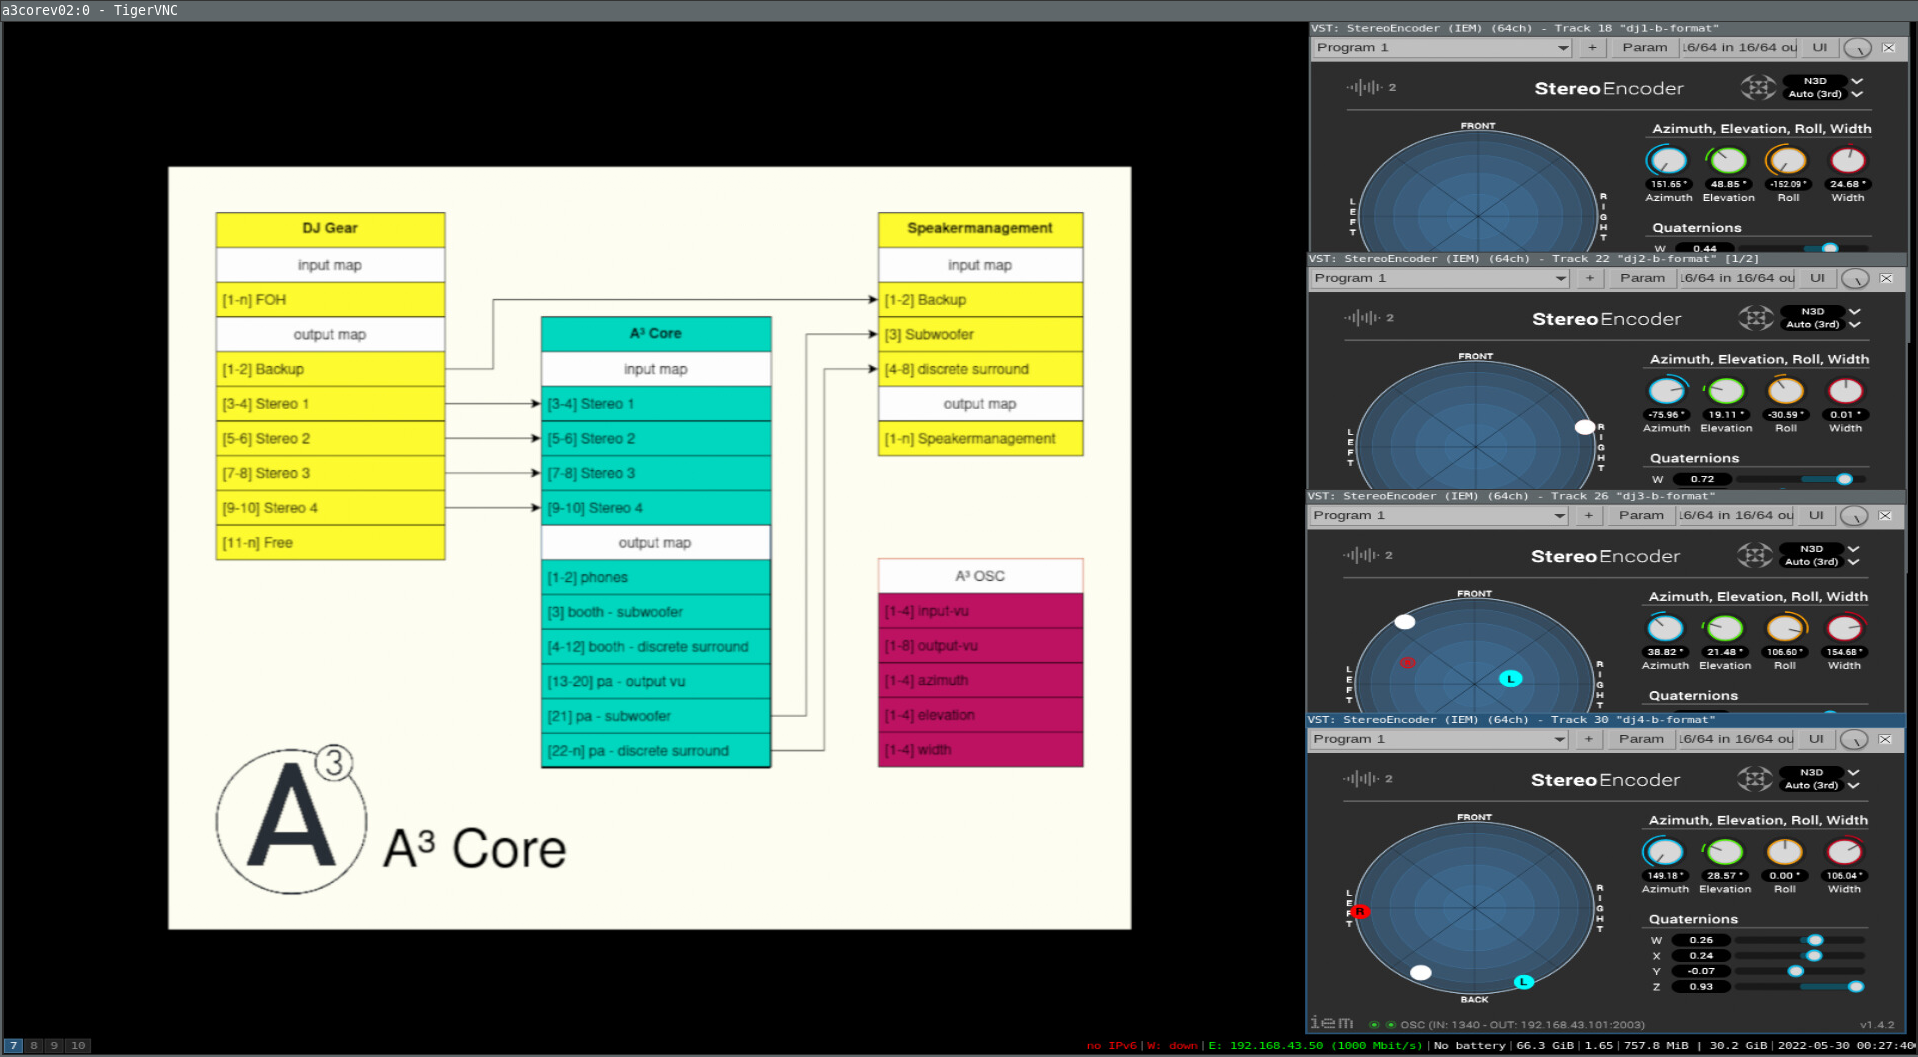 a3corev02:0 - TigerVNC
DJ Gear
input map
[1-n] FOH
output map
[1-2] Backup
[3-4] Stereo 1
[5-6] Stereo 2
[7-8] Stereo 3
[9-10] Stereo 4
[11-n] Free
A³ Core
input map
[3-4] Stereo 1
[5-6] Stereo 2
[7-8] Stereo 3
[9-10] Stereo 4
output map
[1-2] phones
[3] booth - subwoofer
[4-12] booth - discrete surround
[13-20] pa - output vu
[21] pa - subwoofer
[22-n] pa - discrete surround
Speakermanagement
input map
[1-2] Backup
[3] Subwoofer
[4-8] discrete surround
output map
[1-n] Speakermanagement
A³ OSC
[1-4] input-vu
[1-8] output-vu
[1-4] azimuth
[1-4] elevation
[1-4] width
A 3
A³ Core
VST: StereoEncoder (IEM) (64ch) - Track 18 "dj1-b-format"
Program 1 + Param 16/64 in 16/64 ou UI
2 StereoEncoder N3D
Auto (3rd)
FRONT
LEFT
RIGHT
Azimuth, Elevation, Roll, Width
151.65° 48.85° -152.09° 24.68°
Azimuth Elevation Roll Width
Quaternions
W 0.44
VST: StereoEncoder (IEM) (64ch) - Track 22 "dj2-b-format" [1/2]
Program 1 + Param 16/64 in 16/64 ou UI
2 StereoEncoder N3D
Auto (3rd)
FRONT
LEFT
RIGHT
Azimuth, Elevation, Roll, Width
-75.96° 19.11° -30.59° 0.01°
Azimuth Elevation Roll Width
Quaternions
W 0.72
VST: StereoEncoder (IEM) (64ch) - Track 26 "dj3-b-format"
Program 1 + Param 16/64 in 16/64 ou UI
2 StereoEncoder N3D
Auto (3rd)
FRONT
LEFT
RIGHT
L
Azimuth, Elevation, Roll, Width
38.82° 21.48° 106.60° 154.68°
Azimuth Elevation Roll Width
Quaternions
VST: StereoEncoder (IEM) (64ch) - Track 30 "dj4-b-format"
Program 1 + Param 16/64 in 16/64 ou UI
2 StereoEncoder N3D
Auto (3rd)
FRONT
LEFT
RIGHT
R
L
BACK
Azimuth, Elevation, Roll, Width
149.18° 28.57° 0.00° 106.04°
Azimuth Elevation Roll Width
Quaternions
W 0.26
X 0.24
Y -0.07
Z 0.93
iem OSC (IN: 1340 - OUT: 192.168.43.101:2003) v1.4.2
7 8 9 10
no IPv6|W: down|E: 192.168.43.50 (1000 Mbit/s)|No battery|66.3 GiB|1.65|757.8 MiB | 30.2 GiB|2022-05-30 00:27:40